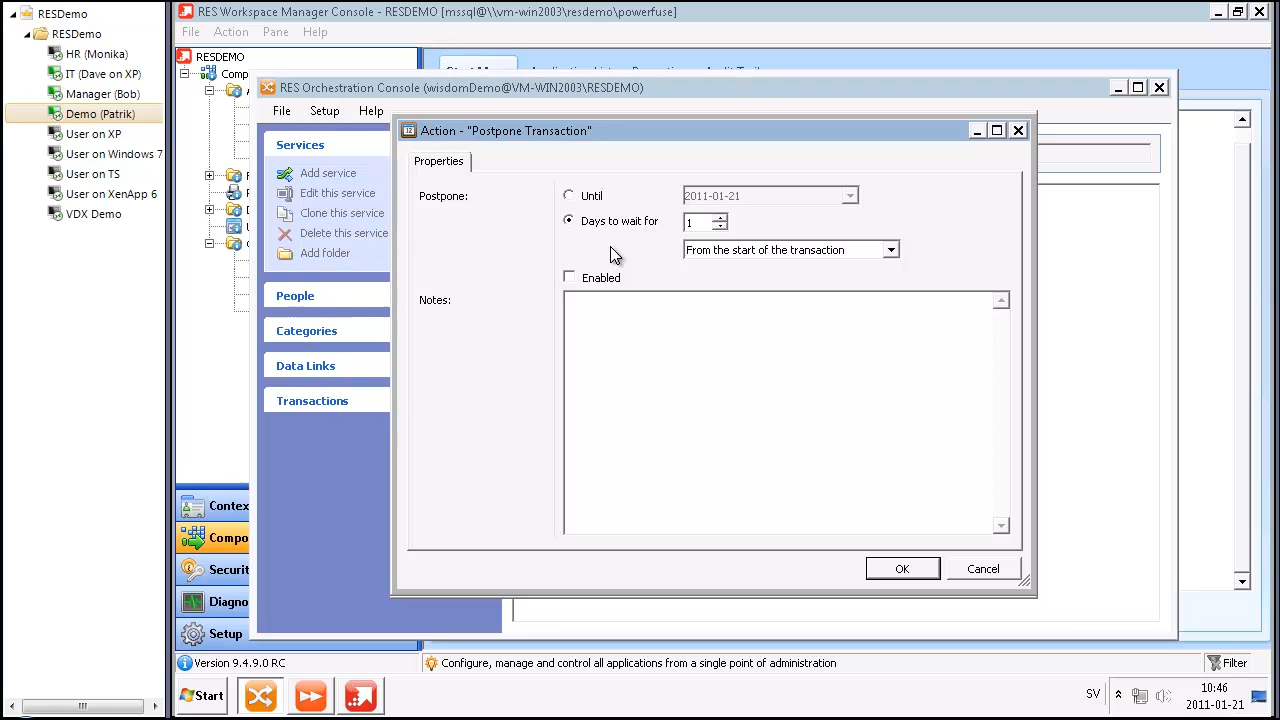 RESDemo
RESDemo
HR (Monika)
IT (Dave on XP)
Manager (Bob)
Demo (Patrik)
User on XP
User on Windows 7
User on TS
User on XenApp 6
VDX Demo
RES Workspace Manager Console - RESDEMO [mssql@\\vm-win2003\resdemo\powerfuse]
File Action Pane Help
RESDEMO
Comp
RES Orchestration Console (
Demo@VM-WIN2003\RESDEMO)
File Setup Help
Services
Add service
Edit this service
Clone this service
Delete this service
Add folder
People
Categories
Data Links
Transactions
Action - "Postpone Transaction"
Properties
Postpone:
Until
2011-01-21
Days to wait for
1
From the start of the transaction
Enabled
Notes:
OK
Cancel
Contex
Compo
Securit
Diagno
Setup
Version 9.4.9.0 RC
Configure, manage and control all applications from a single point of administration
Filter
Start
SV
10:46
2011-01-21